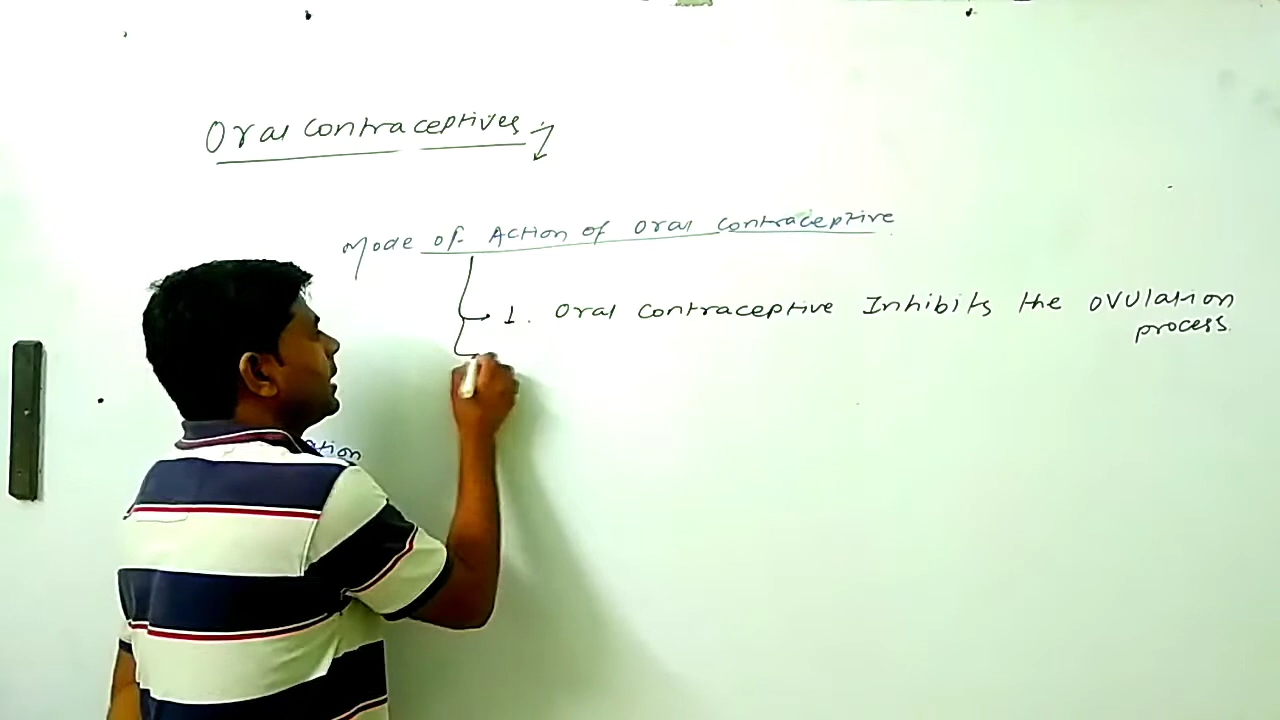 Oral Contraceptives
Mode of Action of Oral Contraceptive
1. Oral Contraceptive Inhibits the Ovulation
process.